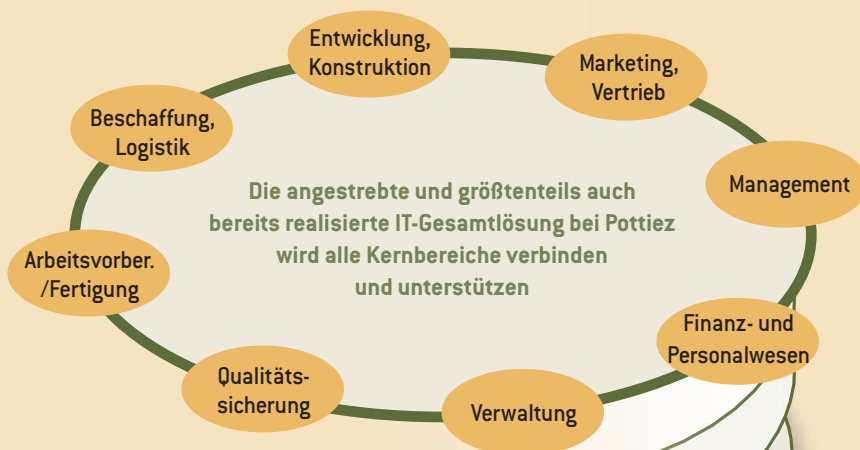 Entwicklung,
Konstruktion
Marketing,
Vertrieb
Beschaffung,
Logistik
Management
Die angestrebte und größtenteils auch
bereits realisierte IT-Gesamtlösung bei Pottiez
wird alle Kernbereiche verbinden
und unterstützen
Arbeitsvorber.
/Fertigung
Finanz- und
Personalwesen
Qualitäts-
sicherung
Verwaltung